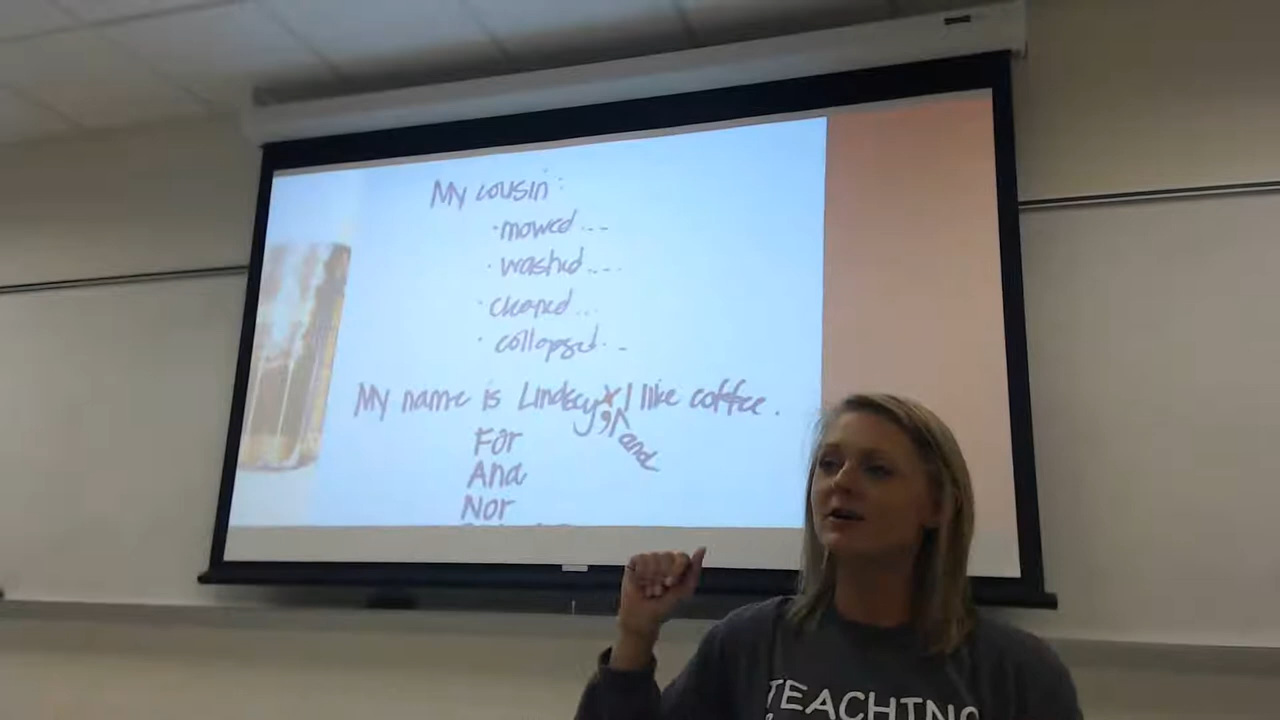 My cousin:
· mowed...
· washed....
· cleaned...
· collapsed...
My name is Lindsey, I like coffee.
and
For
And
Nor
TEACHING